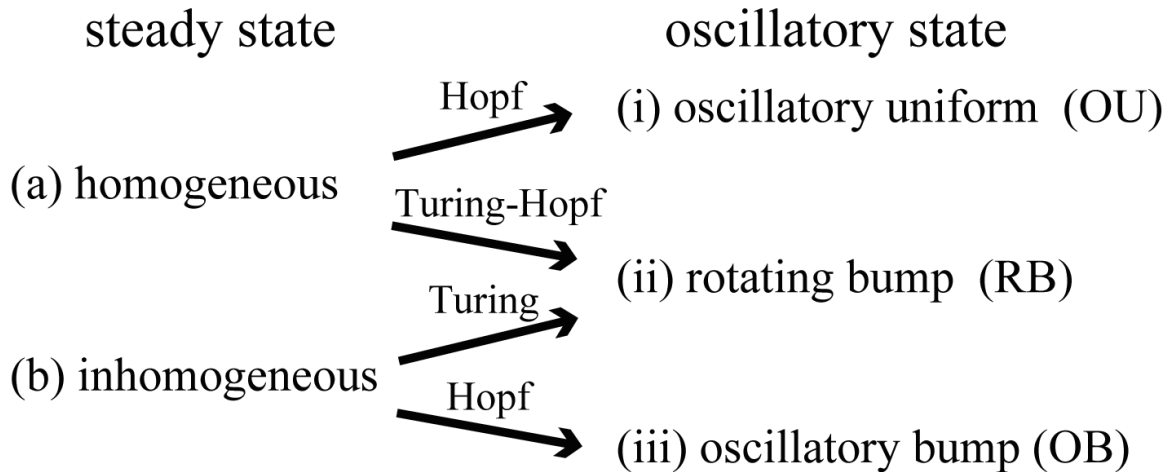 steady state
oscillatory state
Hopf
(i) oscillatory uniform (OU)
(a) homogeneous
Turing-Hopf
(ii) rotating bump (RB)
Turing
(b) inhomogeneous
Hopf
(iii) oscillatory bump (OB)